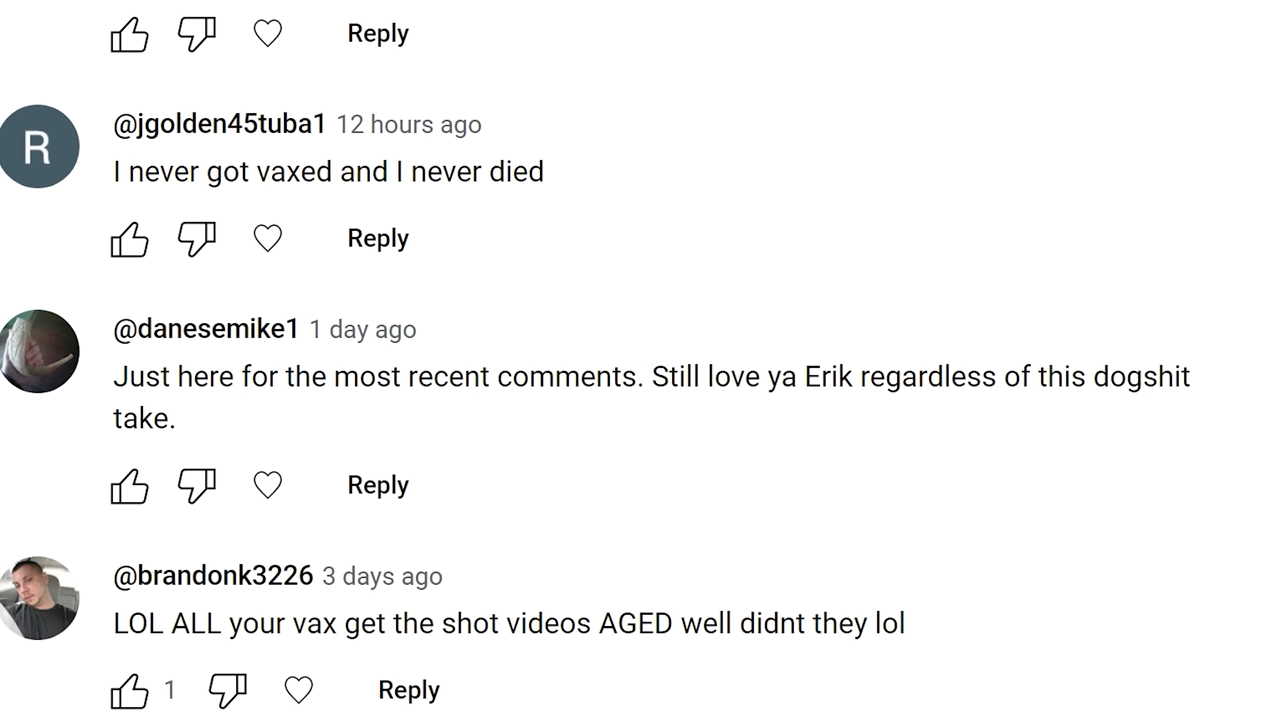 Reply
R
@jgolden45tuba1 12 hours ago
I never got vaxed and I never died
Reply
@danesemike1 1 day ago
Just here for the most recent comments. Still love ya Erik regardless of this dogshit
take.
Reply
@brandonk3226 3 days ago
LOL ALL your vax get the shot videos AGED well didnt they lol
1 Reply